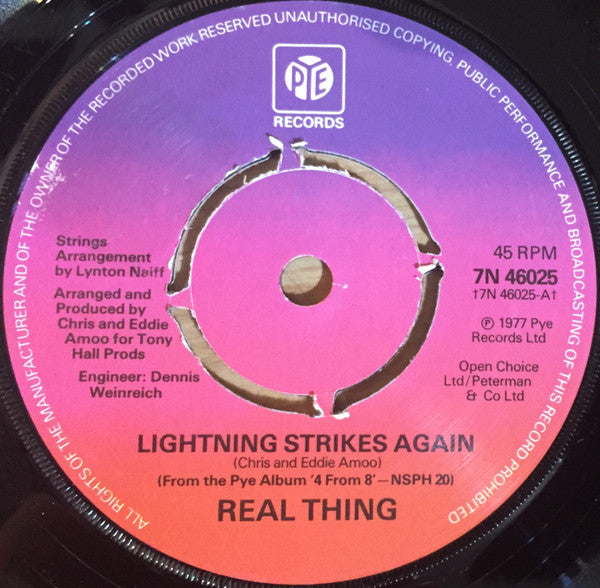 ALL RIGHTS OF THE MANUFACTURER AND OF THE OWNER OF THE RECORDED WORK RESERVED UNAUTHORISED COPYING, PUBLIC PERFORMANCE AND BROADCASTING OF THIS RECORD PROHIBITED
PYE
RECORDS
Strings
Arrangement
by Lynton Naiff
Arranged and
Produced by
Chris and Eddie
Amoo for Tony
Hall Prods
Engineer: Dennis
Weinreich
45 RPM
7N 46025
†7N 46025-A†
℗ 1977 Pye
Records Ltd
Open Choice
Ltd/Peterman
& Co Ltd
LIGHTNING STRIKES AGAIN
(Chris and Eddie Amoo)
(From the Pye Album '4 From 8'—NSPH 20)
REAL THING